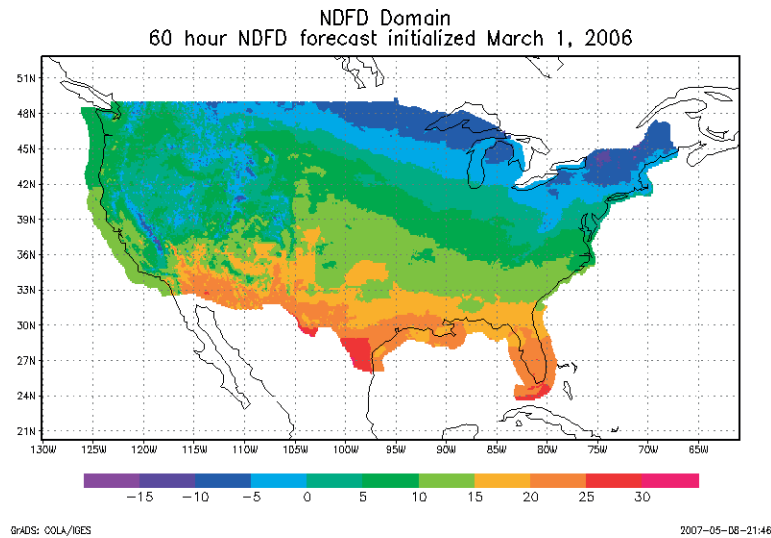 NDFD Domain
60 hour NDFD forecast initialized March 1, 2006
51N
48N
45N
42N
39N
36N
33N
30N
27N
24N
21N
130W 125W 120W 115W 110W 105W 100W 95W 90W 85W 80W 75W 70W 65W
-15 -10 -5 0 5 10 15 20 25 30
GrADS: COLA/IGES 2007-05-08-21:46